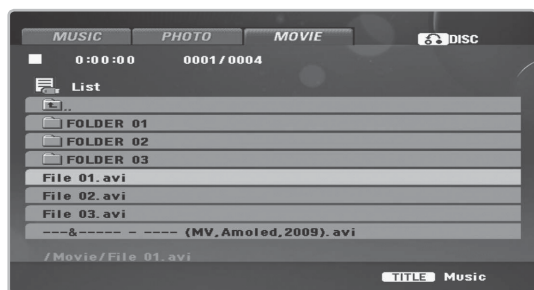 MUSIC PHOTO MOVIE DISC
0:00:00 0001/0004
List
..
FOLDER 01
FOLDER 02
FOLDER 03
File 01.avi
File 02.avi
File 03.avi
---&----- - ---- (MV,Amoled,2009).avi
/Movie/File 01.avi
TITLE Music